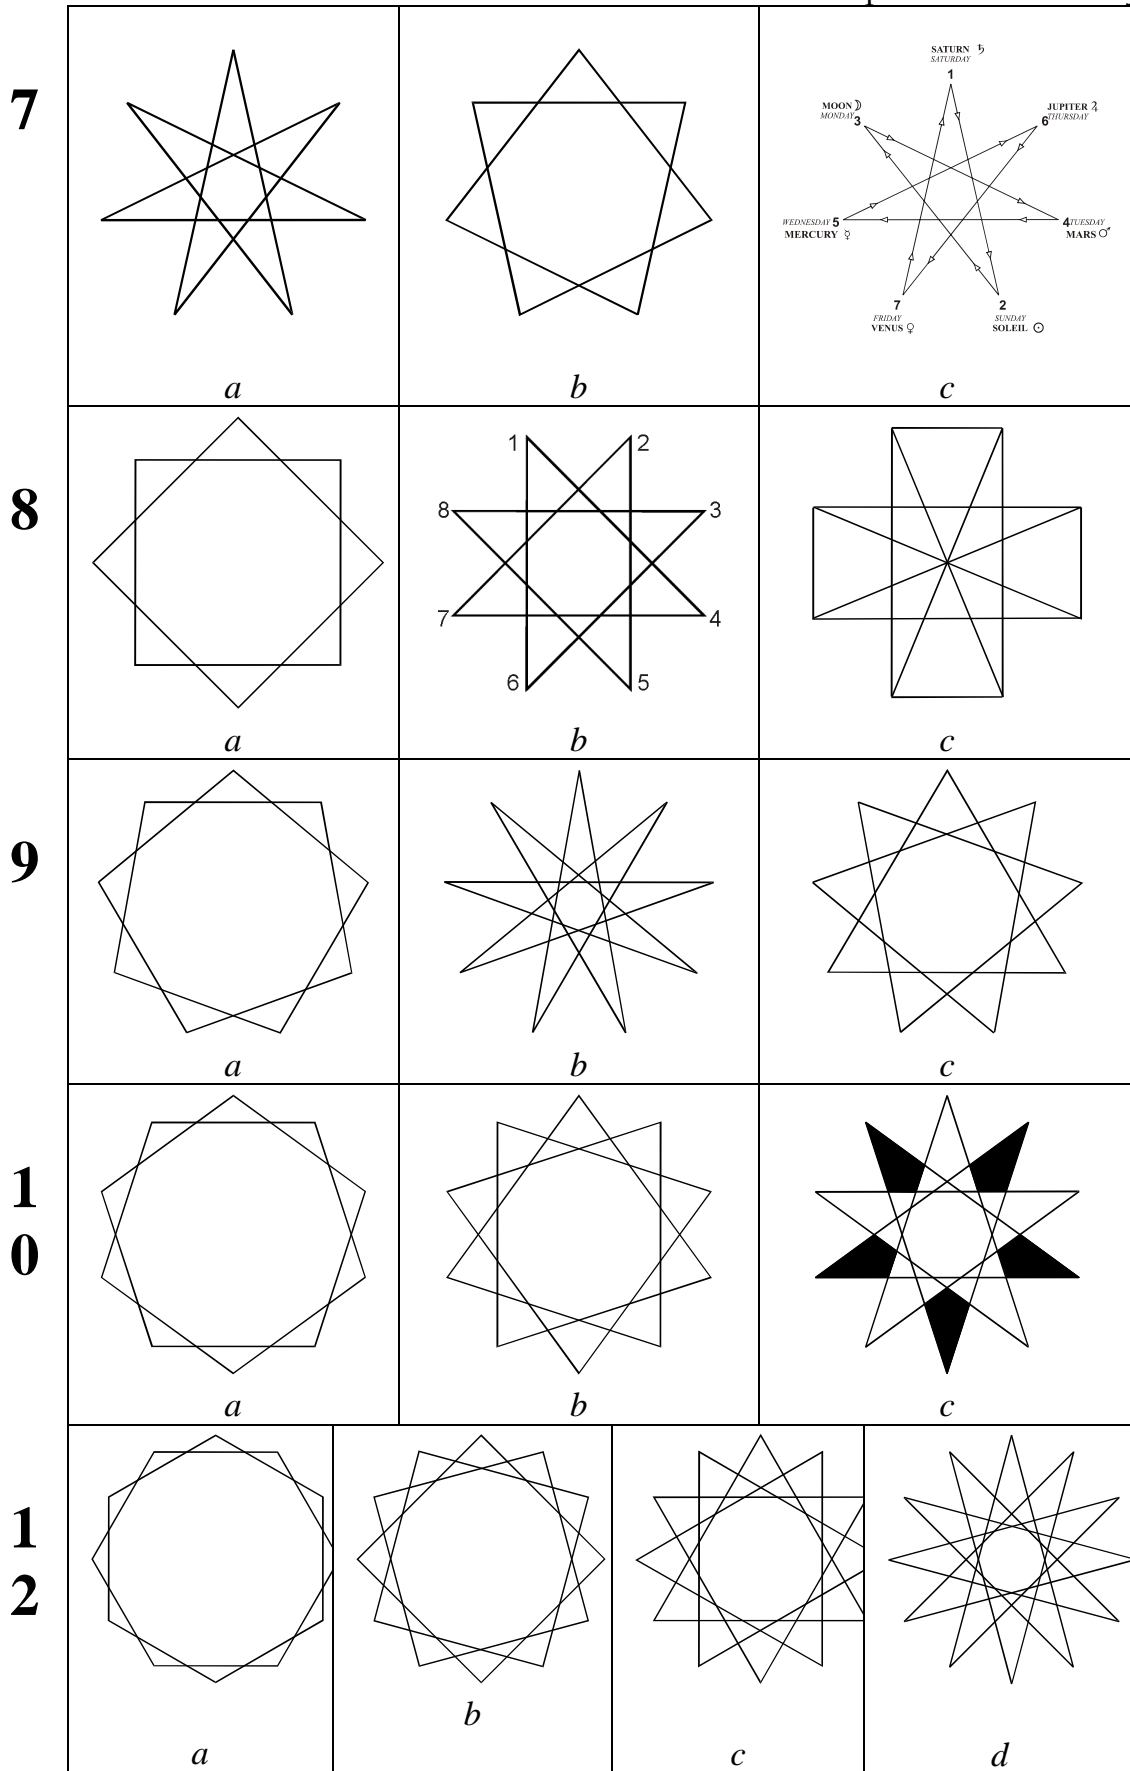 7
SATURN ♄
SATURDAY
1
MOON ☽
MONDAY 3
JUPITER ♃
6 THURSDAY
WEDNESDAY 5
MERCURY ☿
4 TUESDAY
MARS ♂
7
FRIDAY
VENUS ♀
2
SUNDAY
SOLEIL ☉
a
b
c
8
1
2
8
3
7
4
6
5
a
b
c
9
a
b
c
1
0
a
b
c
1
2
a
b
c
d